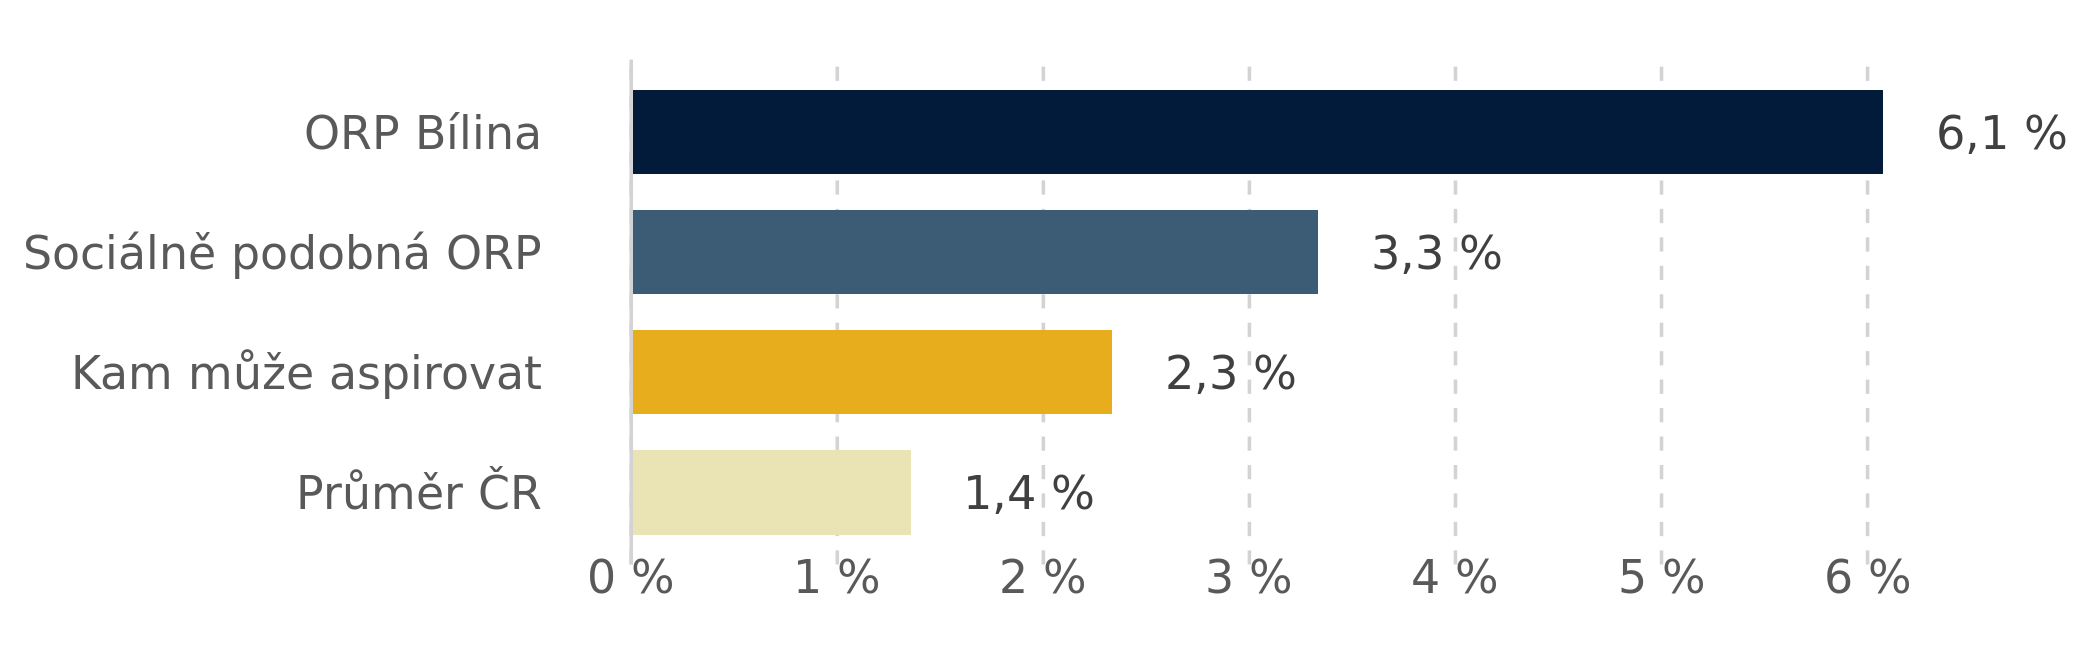 ORP Bílina 6,1 %
Sociálně podobná ORP 3,3 %
Kam může aspirovat 2,3 %
Průměr ČR 1,4 %
0 % 1 % 2 % 3 % 4 % 5 % 6 %